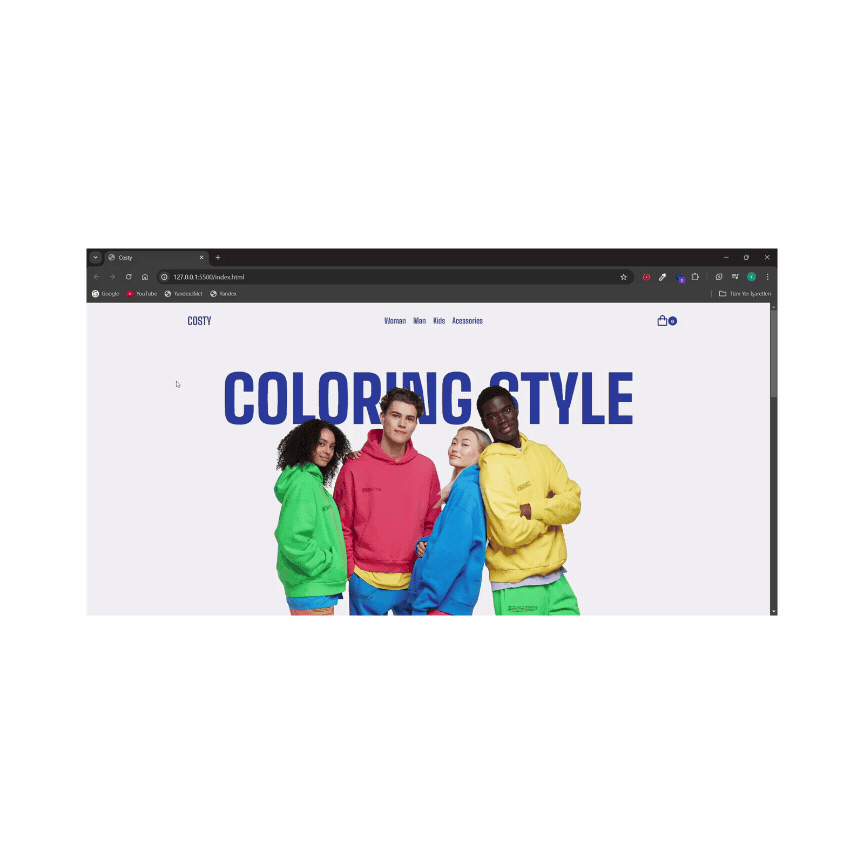 Costy
127.0.0.1:5500/index.html
Google YouTube Yandex.Bilet Yandex Tüm Yer İşaretleri
COSTY Woman Man Kids Acessories 0
COLORING STYLE